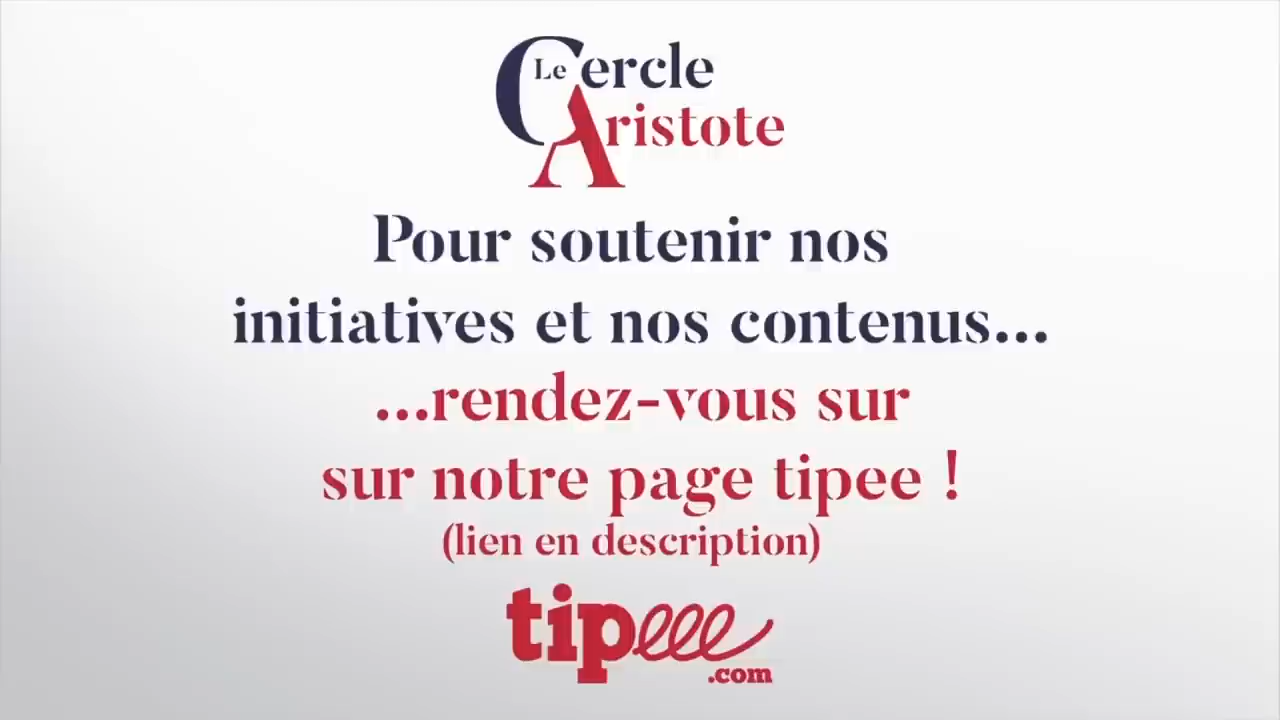 Le Cercle
Aristote
Pour soutenir nos
initiatives et nos contenus...
...rendez-vous sur
sur notre page tipee !
(lien en description)
tipeee
.com